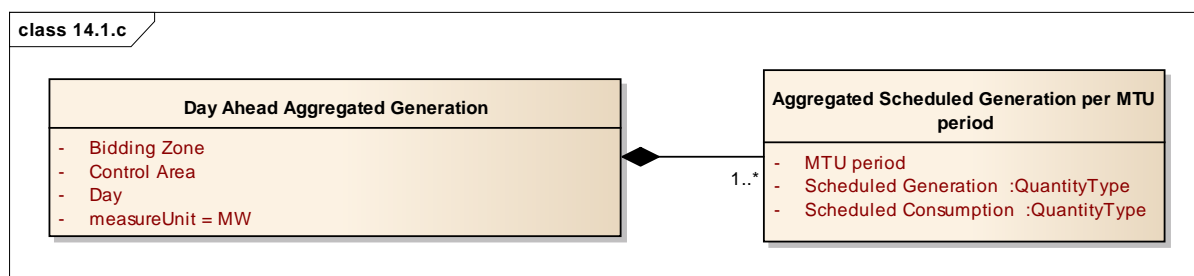 class 14.1.c
Day Ahead Aggregated Generation
- Bidding Zone
- Control Area
- Day
- measureUnit = MW
1..*
Aggregated Scheduled Generation per MTU
period
- MTU period
- Scheduled Generation :QuantityType
- Scheduled Consumption :QuantityType